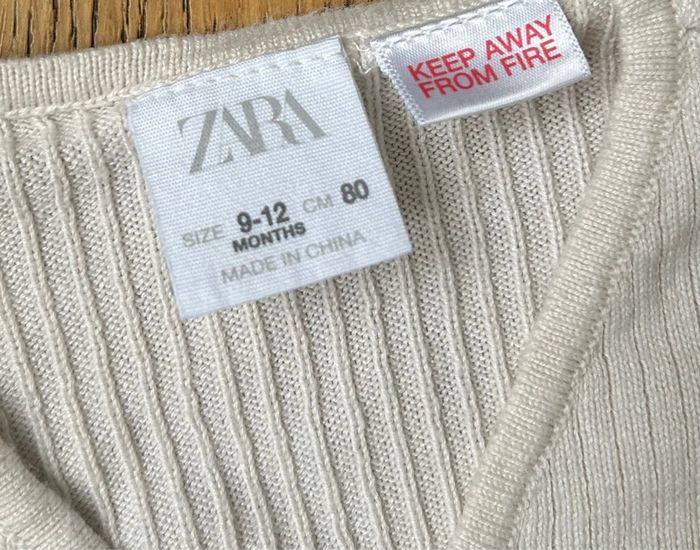 ZARA
SIZE 9-12 CM 80
MONTHS
MADE IN CHINA
KEEP AWAY
FROM FIRE